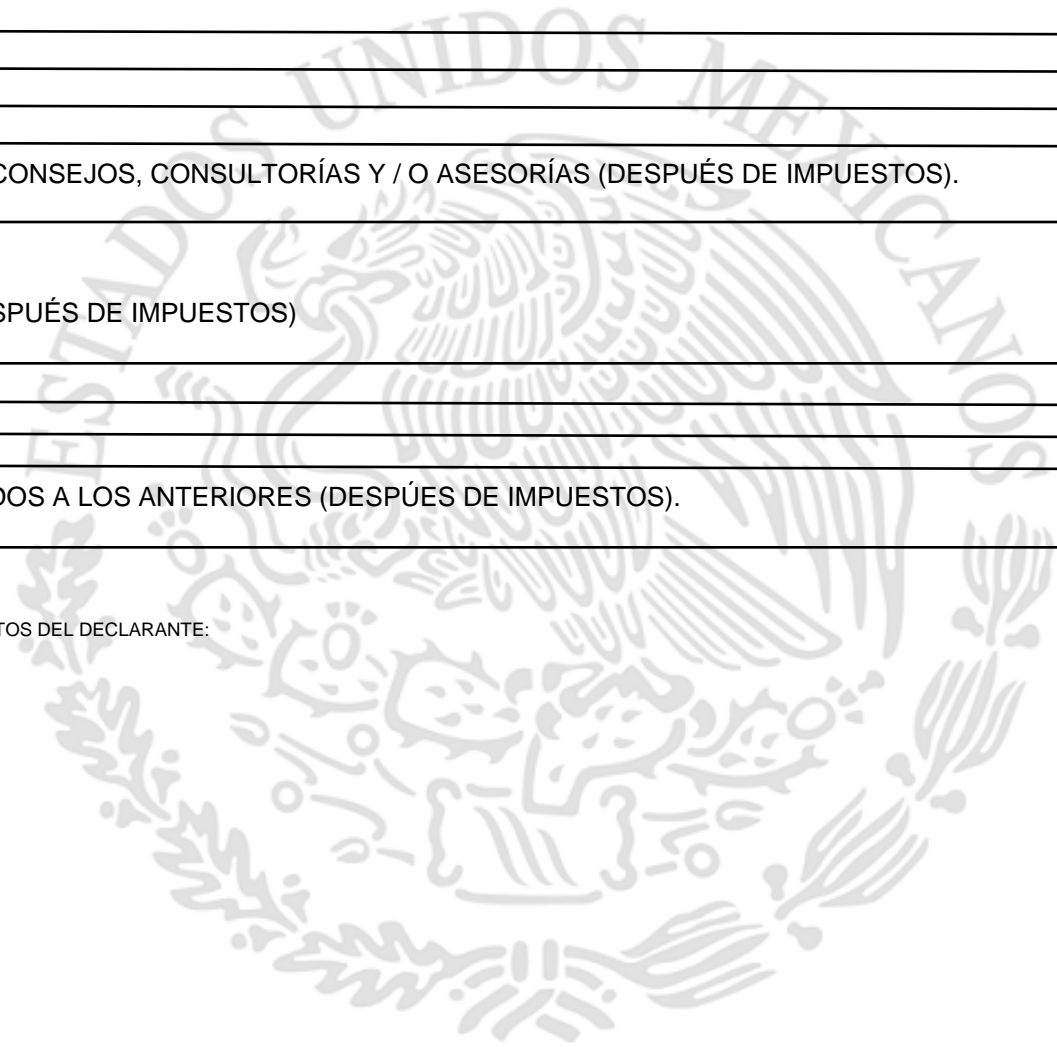 ESTADOS UNIDOS MEXICANOS
CONSEJOS, CONSULTORÍAS Y / O ASESORÍAS (DESPUÉS DE IMPUESTOS).
SPUÉS DE IMPUESTOS)
DOS A LOS ANTERIORES (DESPÚES DE IMPUESTOS).
TOS DEL DECLARANTE: